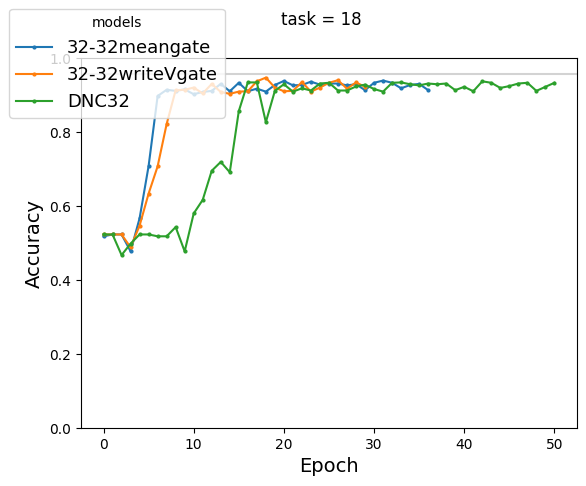 task = 18
models
32-32meangate
32-32writeVgate
DNC32
1.0
0.8
0.6
0.4
0.2
0.0
Accuracy
0 10 20 30 40 50
Epoch